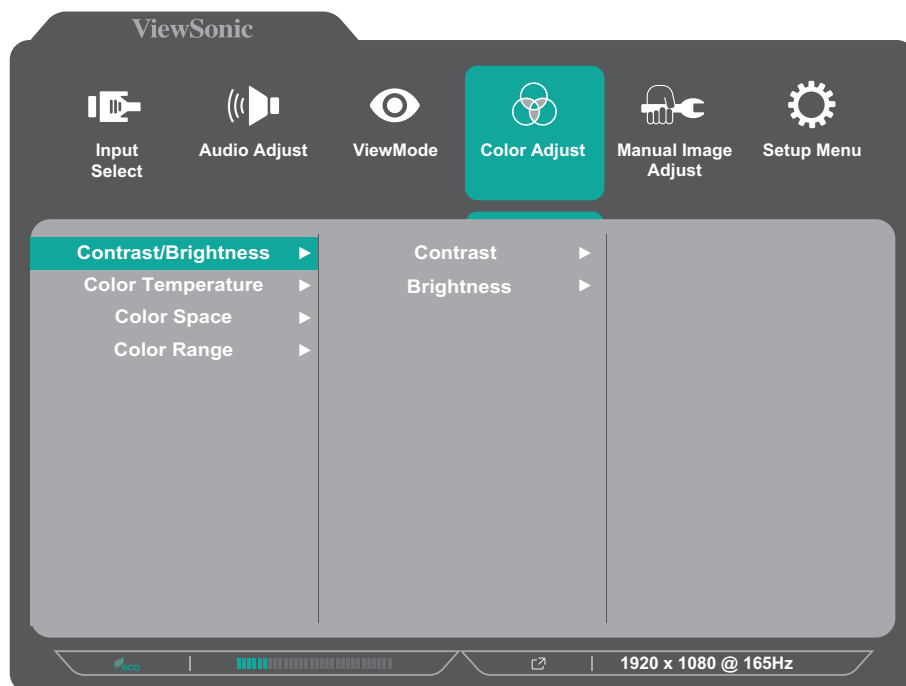 ViewSonic
Input
Select
Audio Adjust
ViewMode
Color Adjust
Manual Image
Adjust
Setup Menu
Contrast/Brightness
Color Temperature
Color Space
Color Range
Contrast
Brightness
eco
1920 x 1080 @ 165Hz